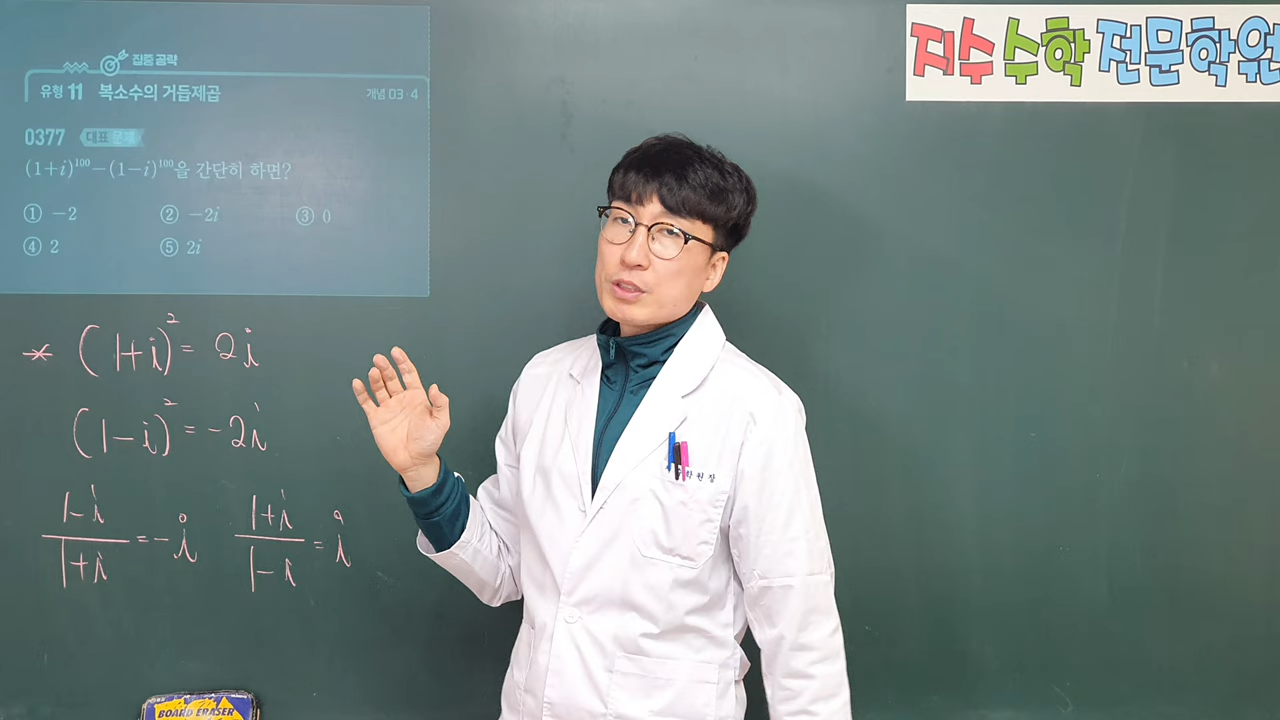 집중 공략
유형 11 복소수의 거듭제곱
개념 03·4
0377 대표 문제
(1+i)^100-(1-i)^100을 간단히 하면?
① -2 ② -2i ③ 0
④ 2 ⑤ 2i
* (1+i)^2 = 2i
(1-i)^2 = -2i
(1-i)/(1+i) = -i (1+i)/(1-i) = i
지수 수학 전문학원
BOARD ERASER